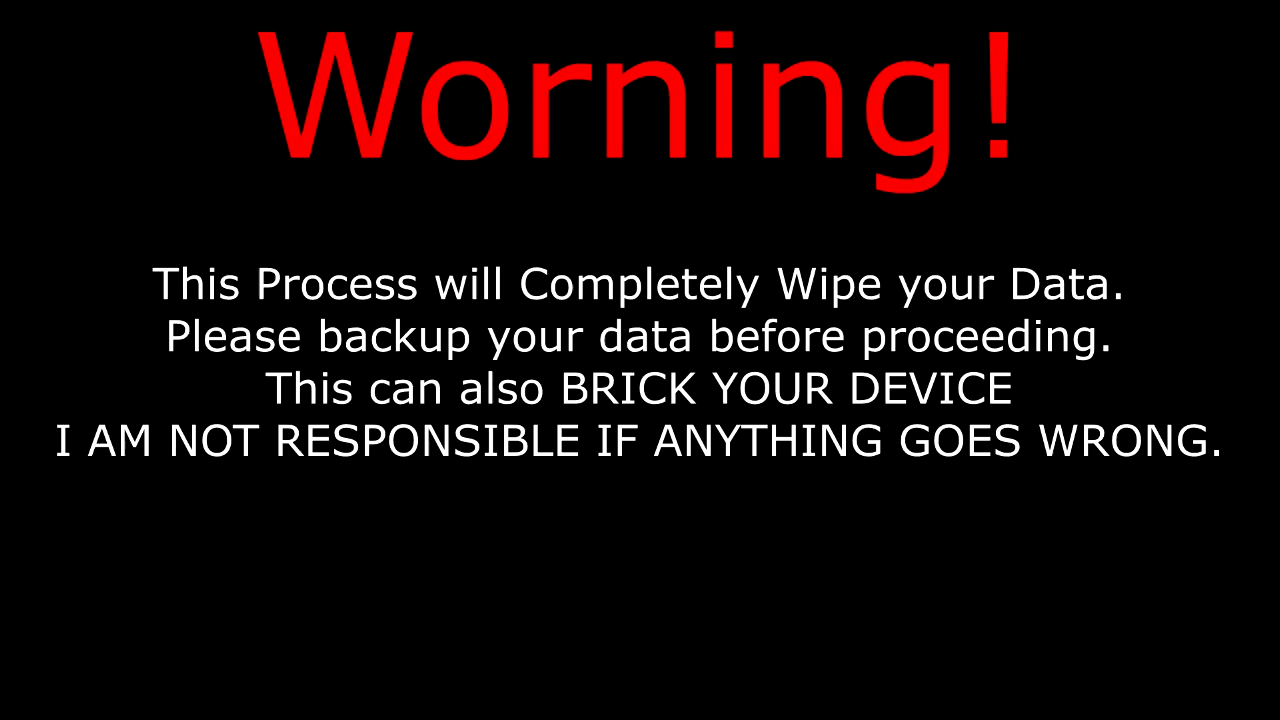 Worning!
This Process will Completely Wipe your Data.
Please backup your data before proceeding.
This can also BRICK YOUR DEVICE
I AM NOT RESPONSIBLE IF ANYTHING GOES WRONG.